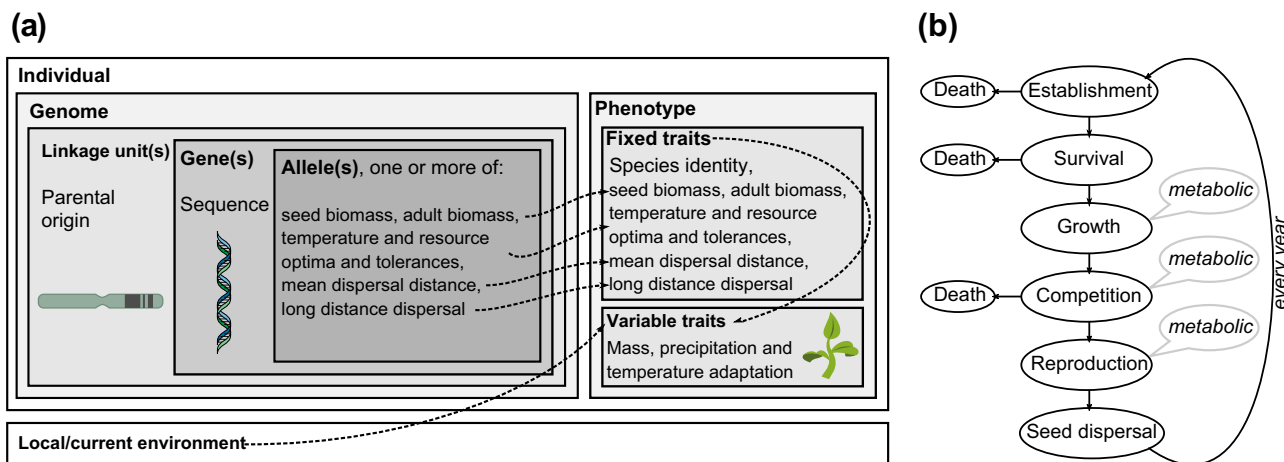 (a)
Individual
Genome
Linkage unit(s)
Parental
origin
Gene(s)
Sequence
Allele(s), one or more of:
seed biomass, adult biomass,
temperature and resource
optima and tolerances,
mean dispersal distance,
long distance dispersal
Phenotype
Fixed traits
Species identity,
seed biomass, adult biomass,
temperature and resource
optima and tolerances,
mean dispersal distance,
long distance dispersal
Variable traits
Mass, precipitation and
temperature adaptation
Local/current environment
(b)
Death
Establishment
Death
Survival
metabolic
Growth
metabolic
Death
Competition
metabolic
Reproduction
Seed dispersal
every year